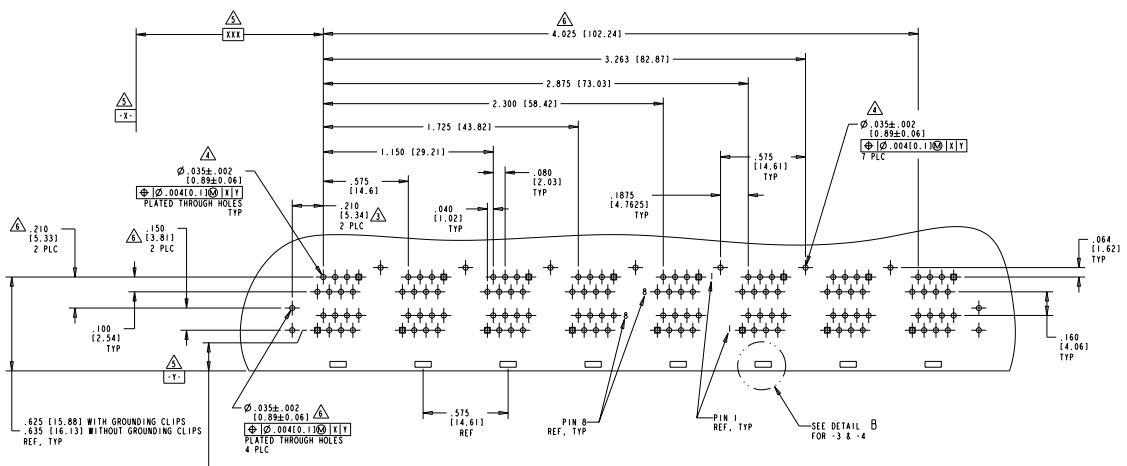 5
XXX
6
4.025 [102.24]
3.263 [82.87]
5
-X-
2.875 [73.03]
2.300 [58.42]
4
Ø.035±.002
[0.89±0.06]
⌖ Ø.004[0.1]Ⓜ X Y
7 PLC
1.725 [43.82]
4
Ø.035±.002
[0.89±0.06]
⌖ Ø.004[0.1]Ⓜ X Y
PLATED THROUGH HOLES
TYP
1.150 [29.21]
.575
[14.61]
TYP
.575
[14.6]
.080
[2.03]
TYP
.1875
[4.7625]
TYP
.210
[5.34]
2 PLC
3
.040
[1.02]
TYP
6
.210
[5.33]
2 PLC
6
.150
[3.81]
2 PLC
.064
[1.62]
TYP
1
8
8
1
.100
[2.54]
TYP
.160
[4.06]
TYP
5
-Y-
.625 [15.88] WITH GROUNDING CLIPS
.635 [16.13] WITHOUT GROUNDING CLIPS
REF, TYP
Ø.035±.002
[0.89±0.06]
6
⌖ Ø.004[0.1]Ⓜ X Y
PLATED THROUGH HOLES
4 PLC
.575
[14.61]
REF
PIN 8
REF, TYP
PIN 1
REF, TYP
SEE DETAIL B
FOR -3 & -4